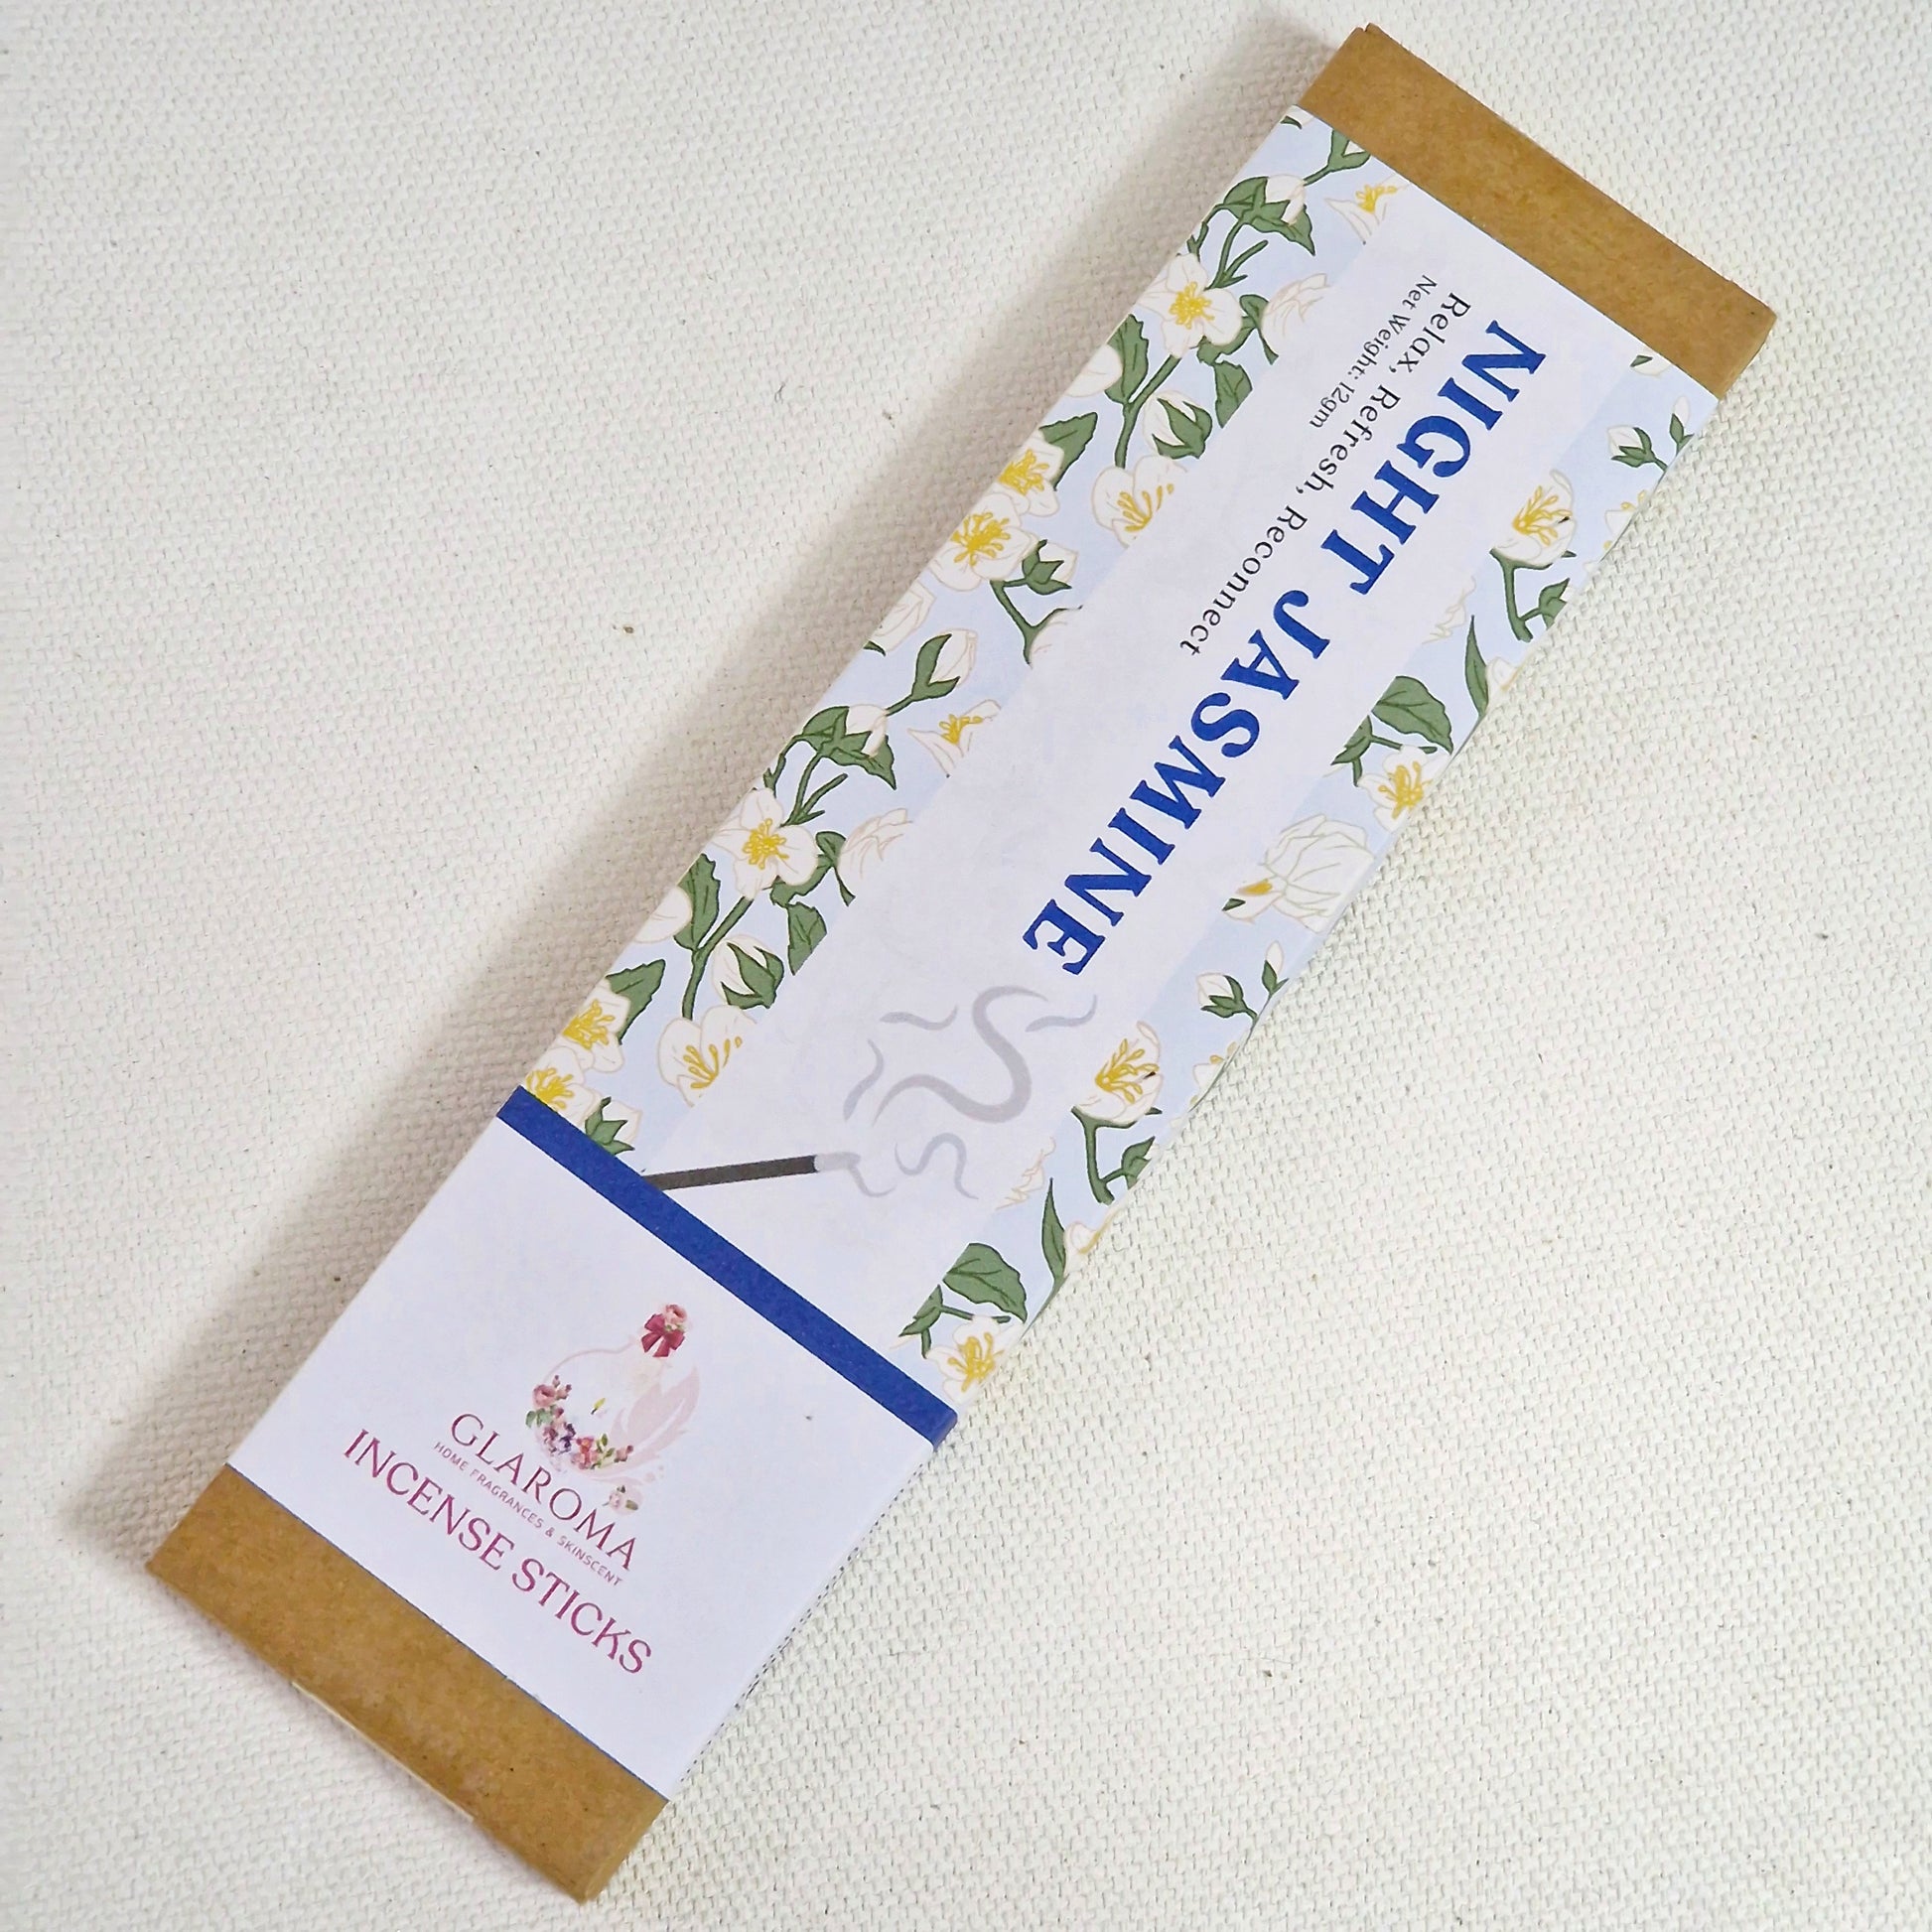 NIGHT JASMINE
Relax, Refresh, Reconnect
Net Weight: 12gm
GLAROMA
HOME FRAGRANCES & SKINSCENT
INCENSE STICKS